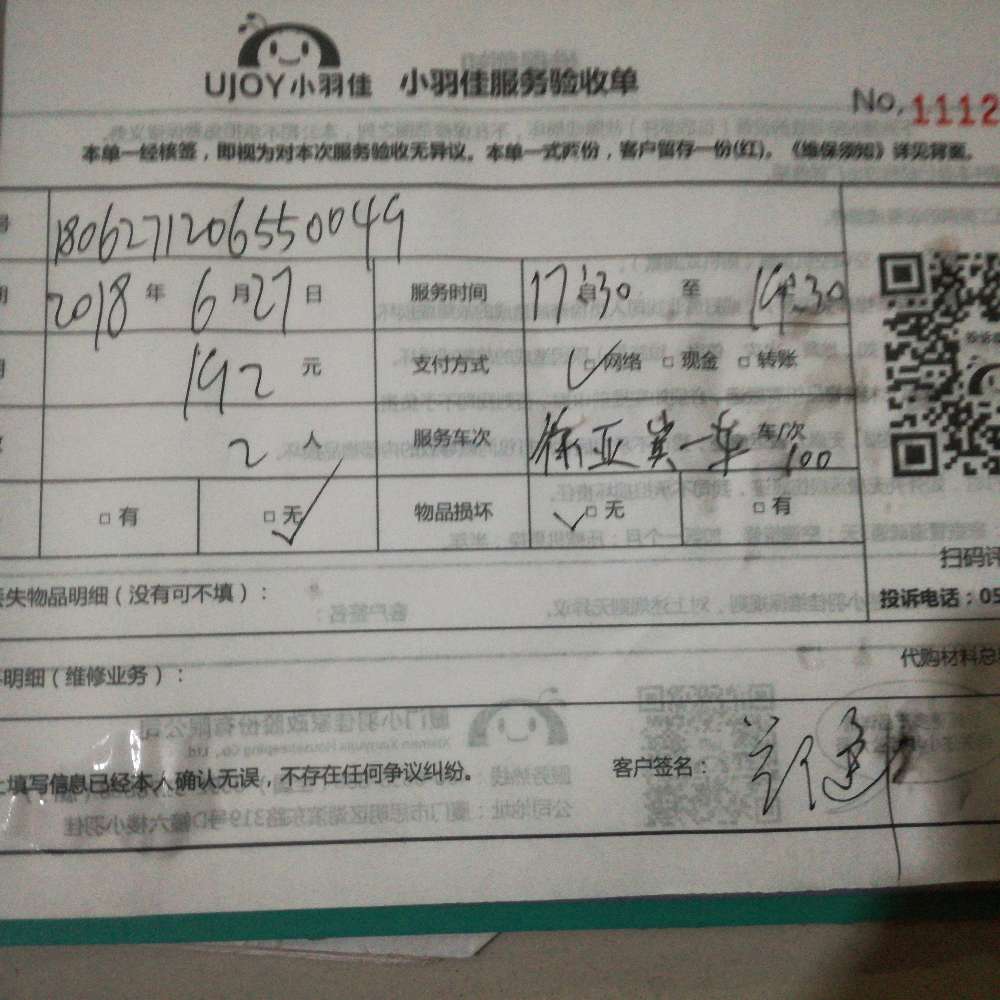 UJOY小羽佳 小羽佳服务验收单
No. 1112
本单一经核签，即视为对本次服务验收无异议。本单一式两份，客户留存一份(红)。《维保须知》详见背面。
号 1806271206550049
期 2018 年 6 月 27 日 服务时间 17:30 至 19:30
192 元 支付方式 ✓□网络 □现金 □转账
2 人 服务车次 徐亚宾一车 车/次 100
□有 □无✓ 物品损坏 ✓□无 □有
扫码评
丢失物品明细（没有可不填）：
投诉电话：05
明细（维修业务）：
代购材料总
上填写信息已经本人确认无误，不存在任何争议纠纷。 客户签名：